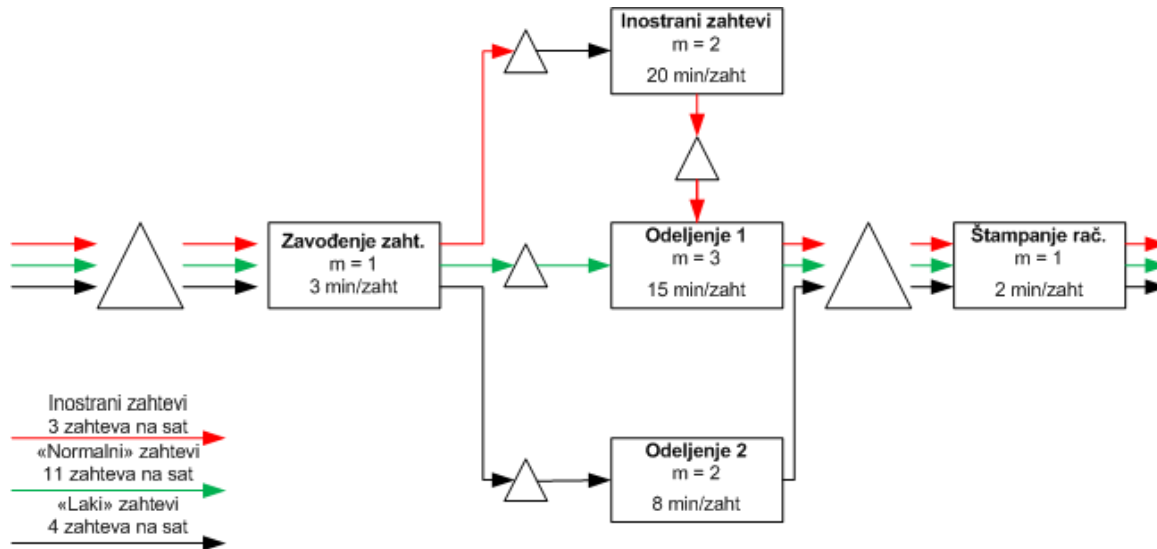 Inostrani zahtevi
m = 2
20 min/zaht
Zavođenje zaht.
m = 1
3 min/zaht
Odeljenje 1
m = 3
15 min/zaht
Štampanje rač.
m = 1
2 min/zaht
Odeljenje 2
m = 2
8 min/zaht
Inostrani zahtevi
3 zahteva na sat
«Normalni» zahtevi
11 zahteva na sat
«Laki» zahtevi
4 zahteva na sat